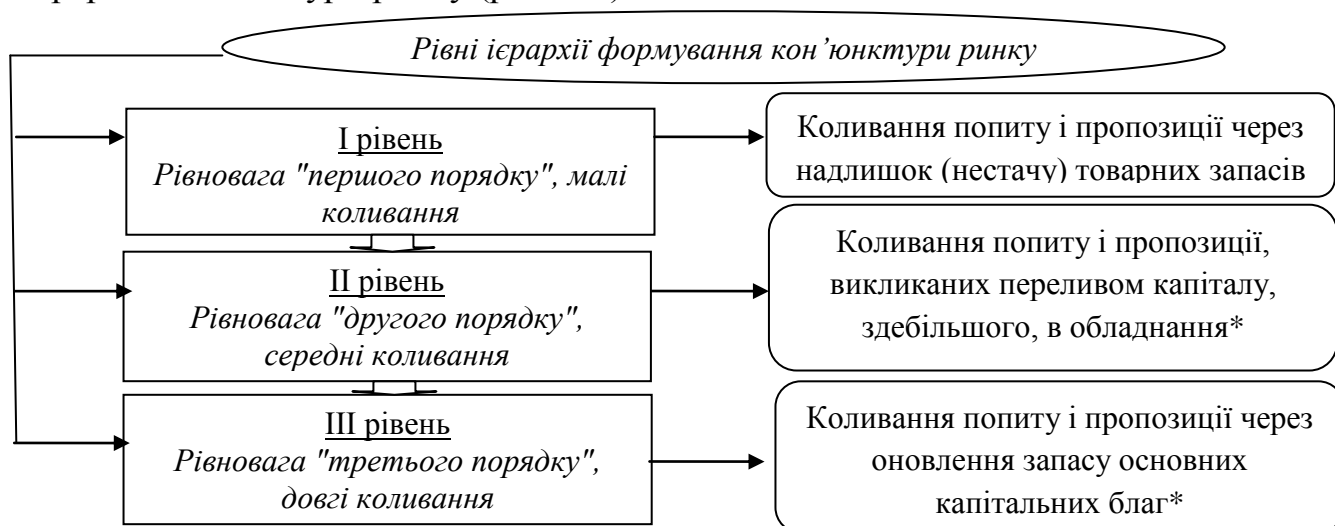 Рівні ієрархії формування кон’юнктури ринку
І рівень
Рівновага "першого порядку", малі
коливання
Коливання попиту і пропозиції через
надлишок (нестачу) товарних запасів
ІІ рівень
Рівновага "другого порядку",
середні коливання
Коливання попиту і пропозиції,
викликаних переливом капіталу,
здебільшого, в обладнання*
ІІІ рівень
Рівновага "третього порядку",
довгі коливання
Коливання попиту і пропозиції через
оновлення запасу основних
капітальних благ*